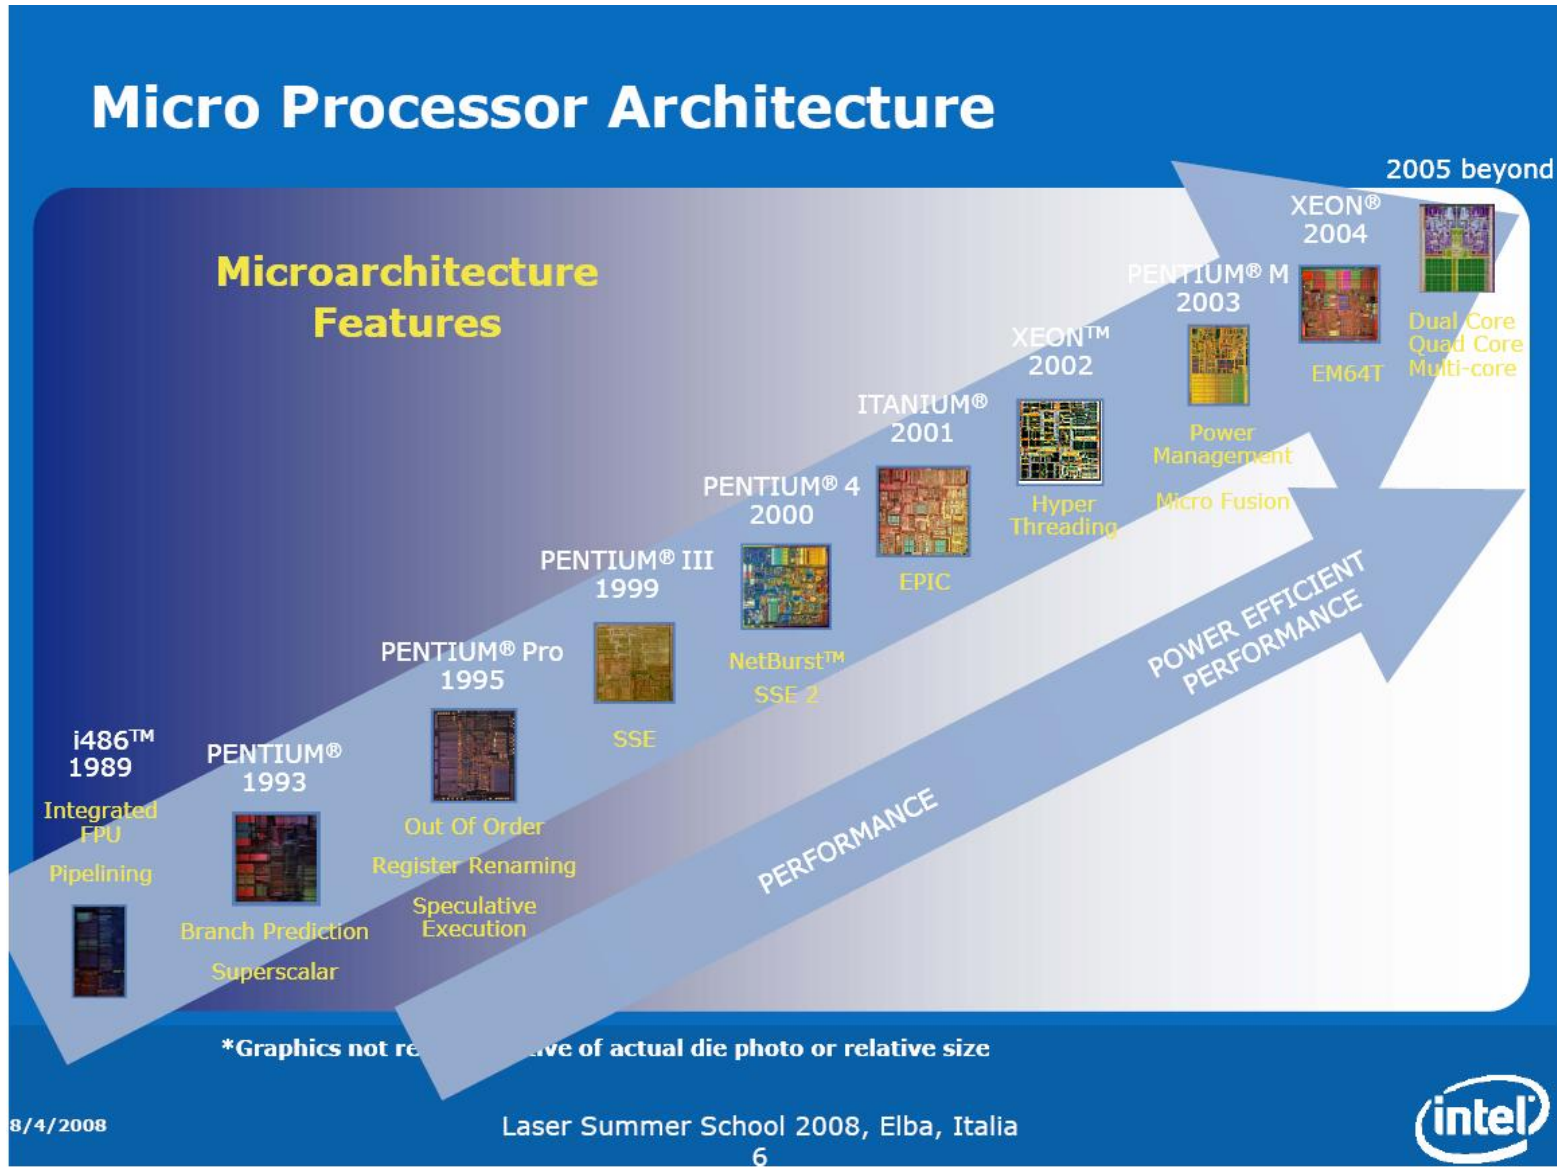 Micro Processor Architecture
2005 beyond
Microarchitecture
Features
i486™
1989
Integrated
FPU
Pipelining
PENTIUM®
1993
Branch Prediction
Superscalar
PENTIUM® Pro
1995
Out Of Order
Register Renaming
Speculative
Execution
PENTIUM® III
1999
SSE
PENTIUM® 4
2000
NetBurst™
SSE 2
ITANIUM®
2001
EPIC
XEON™
2002
Hyper
Threading
PENTIUM® M
2003
Power
Management
Micro Fusion
XEON®
2004
EM64T
Dual Core
Quad Core
Multi-core
PERFORMANCE
POWER EFFICIENT
PERFORMANCE
*Graphics not of actual die photo or relative size
8/4/2008
Laser Summer School 2008, Elba, Italia
6
intel